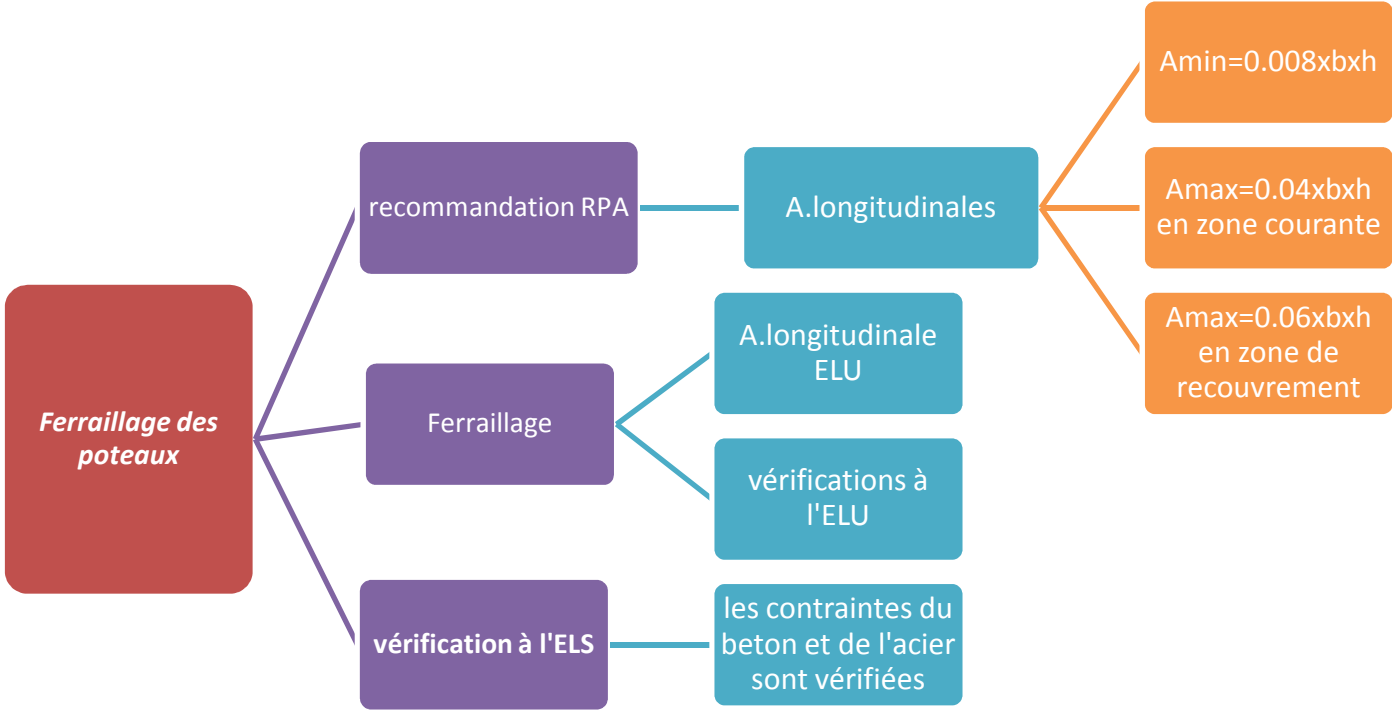 Ferraillage des
poteaux
recommandation RPA
A.longitudinales
Amin=0.008xbxh
Amax=0.04xbxh
en zone courante
Amax=0.06xbxh
en zone de
recouvrement
Ferraillage
A.longitudinale
ELU
vérifications à
l'ELU
vérification à l'ELS
les contraintes du
beton et de l'acier
sont vérifiées